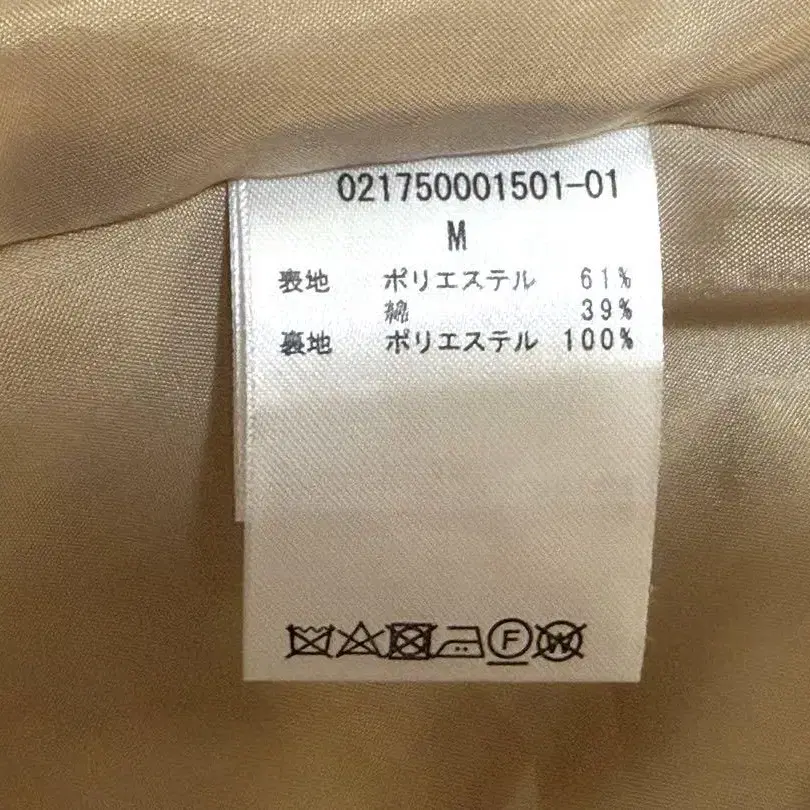 021750001501-01
M
表地 ポリエステル 61%
綿 39%
裏地 ポリエステル 100%
F W